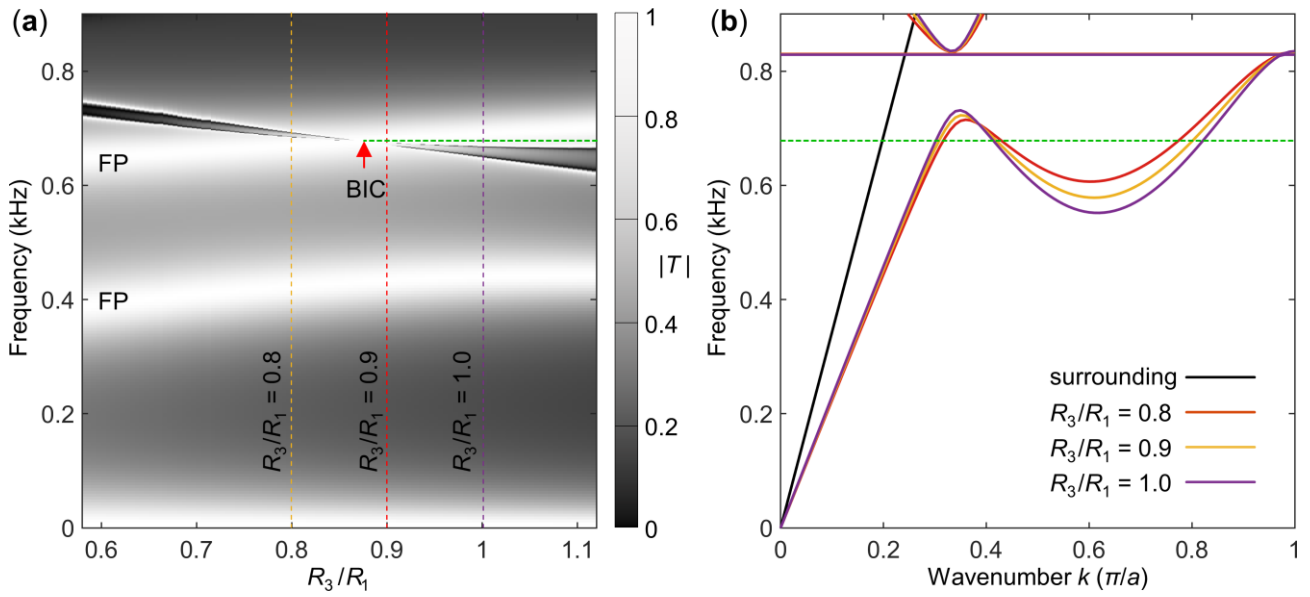 (a)
Frequency (kHz)
0.8
0.6
0.4
0.2
0
FP
FP
BIC
R3/R1 = 0.8
R3/R1 = 0.9
R3/R1 = 1.0
0.6 0.7 0.8 0.9 1 1.1
R3/R1
1
0.8
0.6
|T|
0.4
0.2
0
(b)
Frequency (kHz)
0.8
0.6
0.4
0.2
0
surrounding
R3/R1 = 0.8
R3/R1 = 0.9
R3/R1 = 1.0
0 0.2 0.4 0.6 0.8 1
Wavenumber k (π/a)